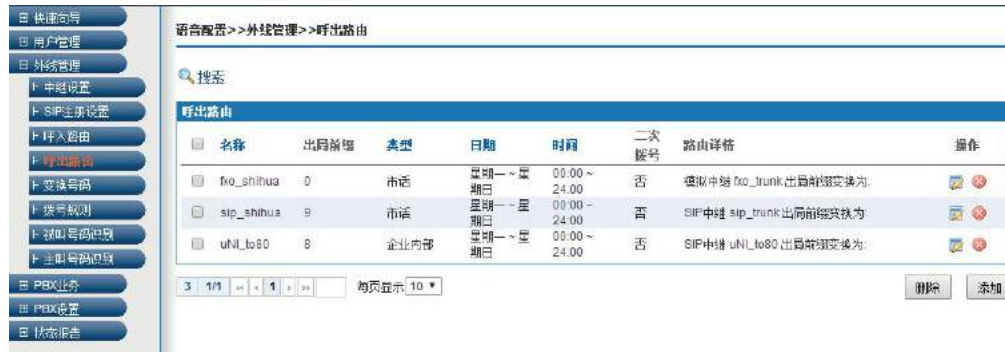 快速向导
用户管理
外线管理
中继设置
SIP注册设置
呼入路由
呼出路由
变换号码
拨号规则
被叫号码识别
主叫号码识别
PBX业务
PBX设置
状态报告
语音配置>>外线管理>>呼出路由
搜索
呼出路由
名称 出局前缀 类型 日期 时间 二次拨号 路由详情 操作
fxo_shihua 0 市话 星期一 ~ 星期日 00:00 ~ 24:00 否 模拟中继 fxo_trunk 出局前缀变换为:
sip_shihua 9 市话 星期一 ~ 星期日 00:00 ~ 24:00 否 SIP中继 sip_trunk 出局前缀变换为:
uNI_to80 8 企业内部 星期一 ~ 星期日 00:00 ~ 24:00 否 SIP中继 uNI_to80 出局前缀变换为:
3 1/1 « < 1 > » 每页显示 10
删除 添加